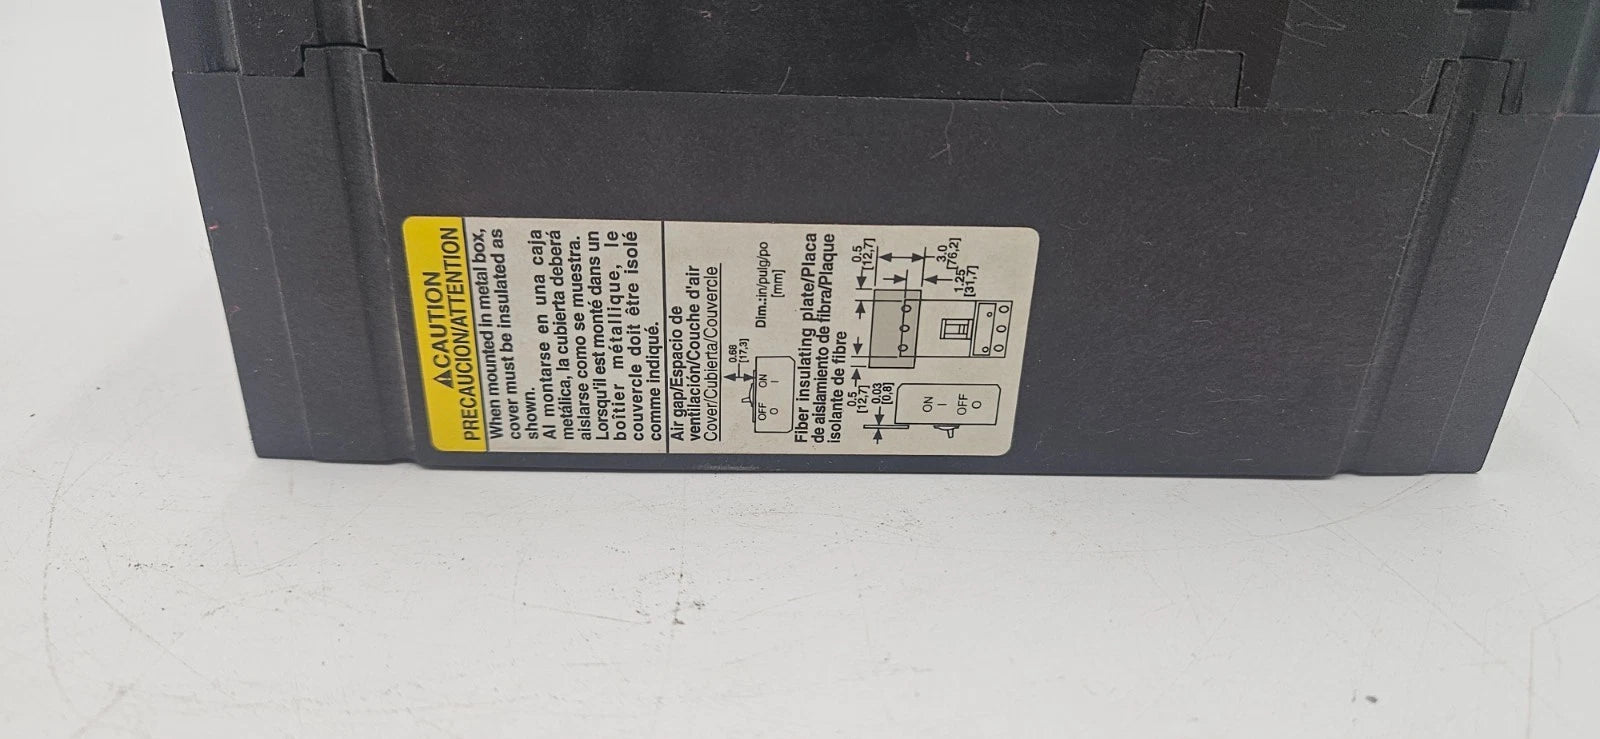 ⚠CAUTION
PRECAUCION/ATTENTION
When mounted in metal box,
cover must be insulated as
shown.
Al montarse en una caja
metálica, la cubierta deberá
aislarse como se muestra.
Lorsqu'il est monté dans un
boîtier métallique, le
couvercle doit être isolé
comme indiqué.
Air gap/Espacio de
ventilación/Couche d'air
Cover/Cubierta/Couvercle
0.68
[17,3]
OFF ON
O I
Dim.:in/pulg/po
[mm]
Fiber insulating plate/Placa
de aislamiento de fibra/Plaque
isolante de fibre
0.5
[12,7]
0.03
[0,8]
ON
I
OFF
O
0.5
[12,7]
3.0
[76,2]
1.25
[31,7]